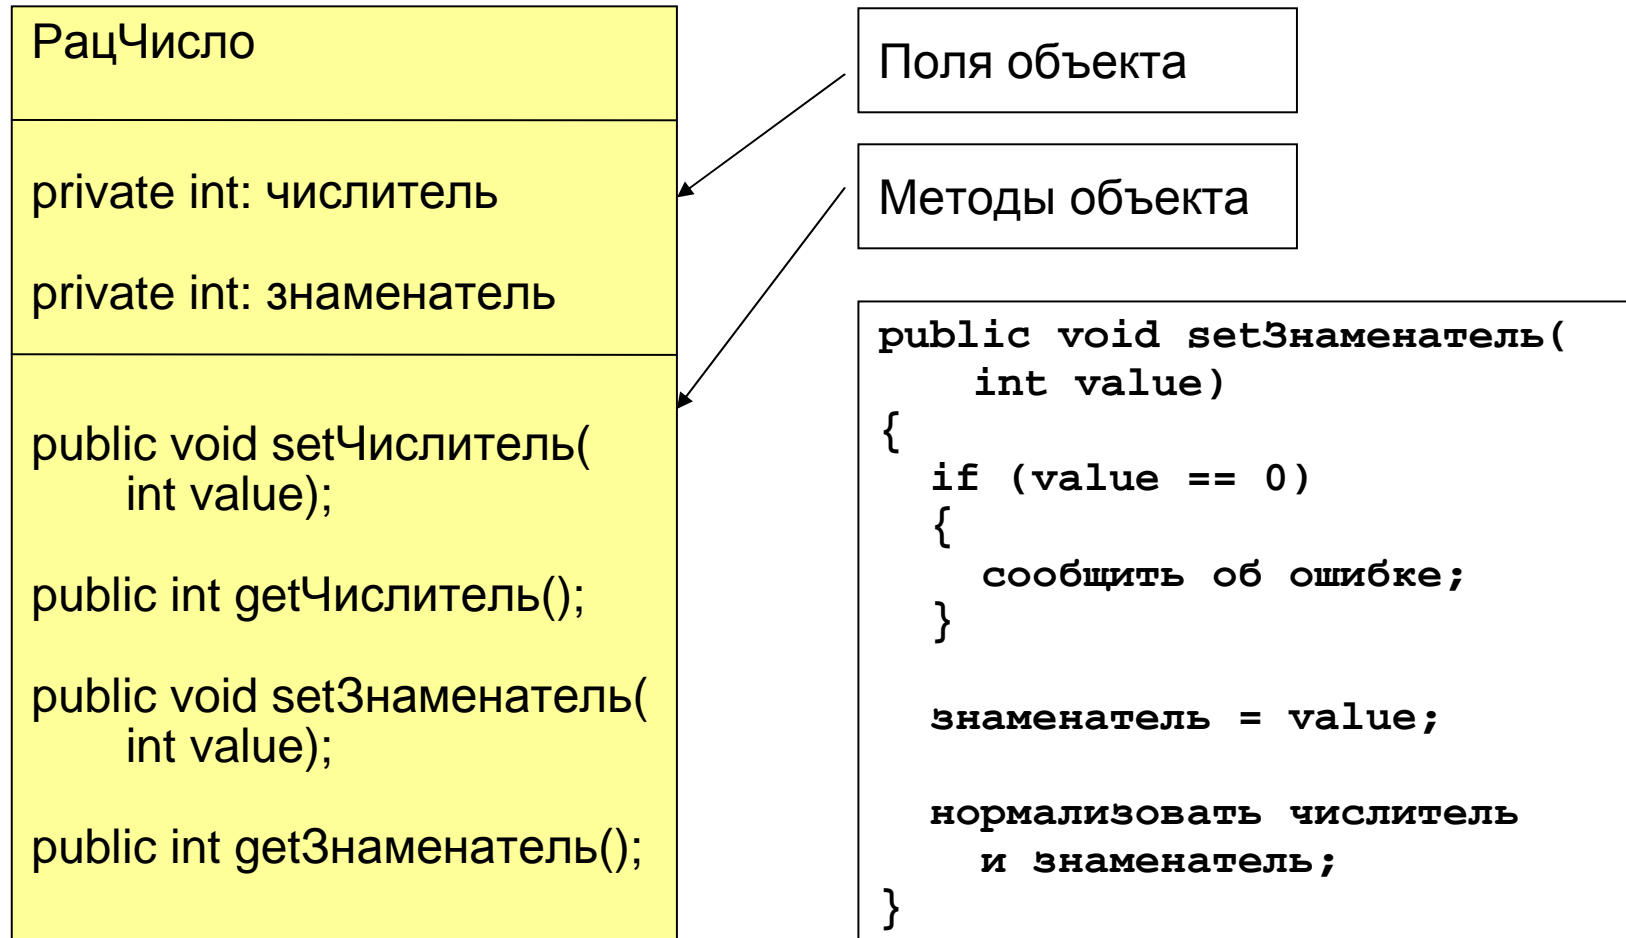 РацЧисло
private int: числитель
private int: знаменатель
public void setЧислитель(
int value);
public int getЧислитель();
public void setЗнаменатель(
int value);
public int getЗнаменатель();
Поля объекта
Методы объекта
public void setЗнаменатель(
int value)
{
if (value == 0)
{
сообщить об ошибке;
}
знаменатель = value;
нормализовать числитель
и знаменатель;
}